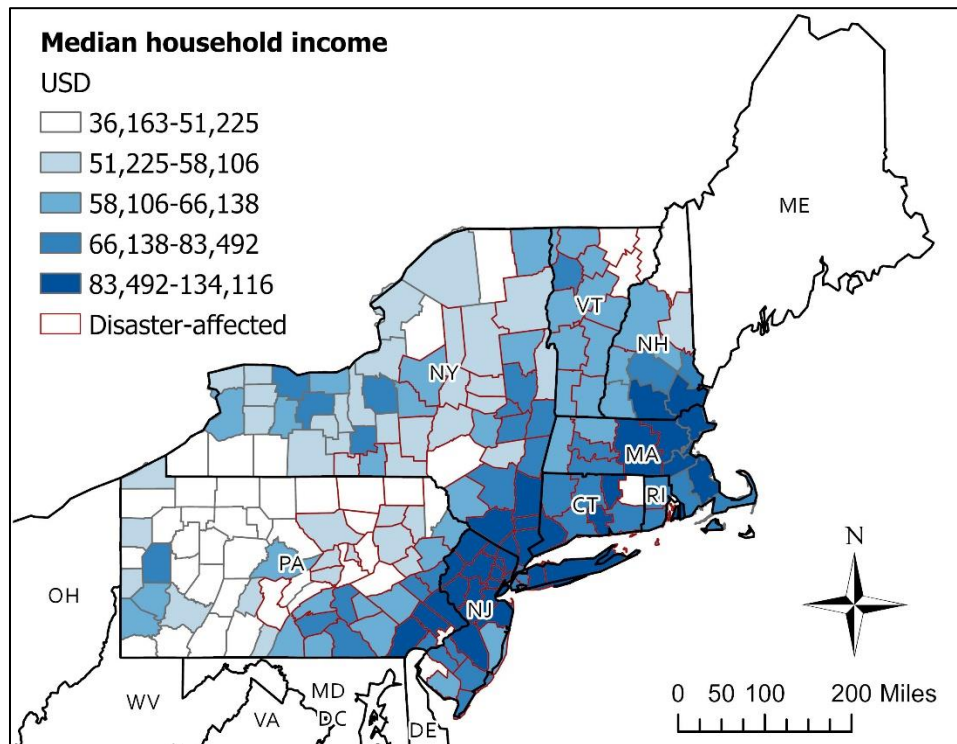 Median household income
USD
36,163-51,225
51,225-58,106
58,106-66,138
66,138-83,492
83,492-134,116
Disaster-affected
ME
VT
NH
NY
MA
CT
RI
PA
NJ
OH
N
WV
MD
VA
DC
DE
0 50 100 200 Miles